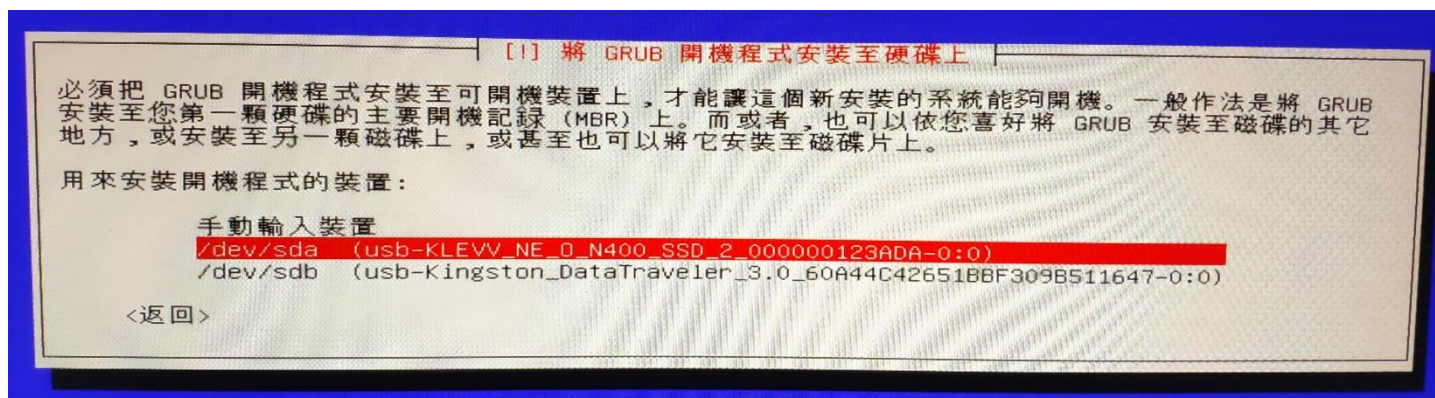 [!] 將 GRUB 開機程式安裝至硬碟上
必須把 GRUB 開機程式安裝至可開機裝置上，才能讓這個新安裝的系統能夠開機。一般作法是將 GRUB
安裝至您第一顆硬碟的主要開機記錄 (MBR) 上。而或者，也可以依您喜好將 GRUB 安裝至磁碟的其它
地方，或安裝至另一顆磁碟上，或甚至也可以將它安裝至磁碟片上。
用來安裝開機程式的裝置:
手動輸入裝置
/dev/sda (usb-KLEVV_NE_O_N400_SSD_2_000000123ADA-0:0)
/dev/sdb (usb-Kingston_DataTraveler_3.0_60A44C42651BBF309B511647-0:0)
<返回>